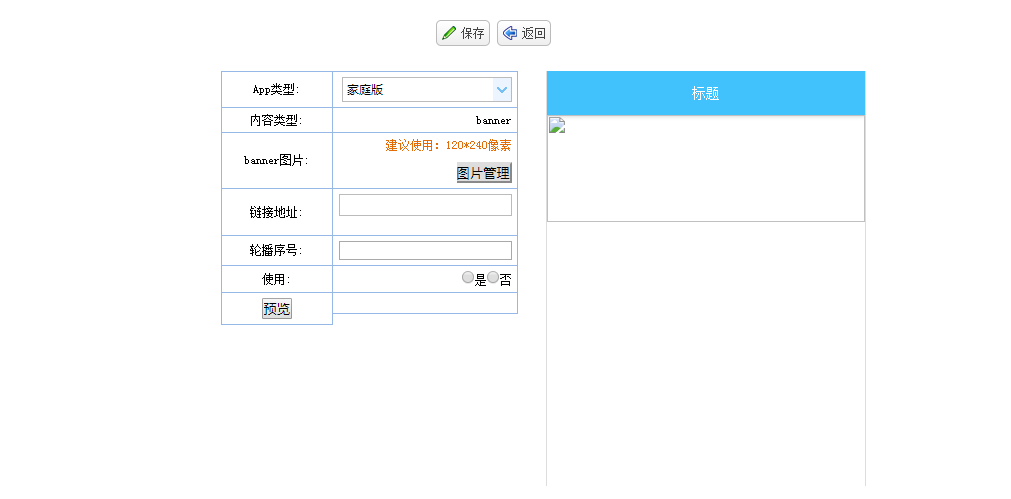 保存 返回
App类型: 家庭版
标题
内容类型: banner
banner图片: 建议使用：120*240像素
图片管理
链接地址:
轮播序号:
使用: 是 否
预览